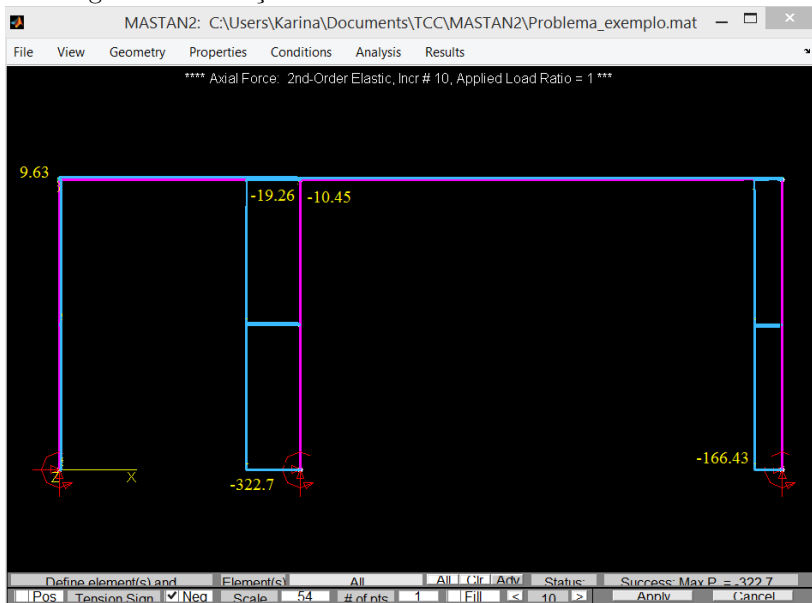 MASTAN2: C:\Users\Karina\Documents\TCC\MASTAN2\Problema_exemplo.mat
File View Geometry Properties Conditions Analysis Results
**** Axial Force: 2nd-Order Elastic, Incr # 10, Applied Load Ratio = 1 ***
9.63
-19.26 -10.45
-166.43
Z X
-322.7
Define element(s) and Element(s) All All Clr Adv Status: Success: Max P = -322.7
Pos Tension Sign Neg Scale 54 # of pts 1 Fill < 10 > Apply Cancel